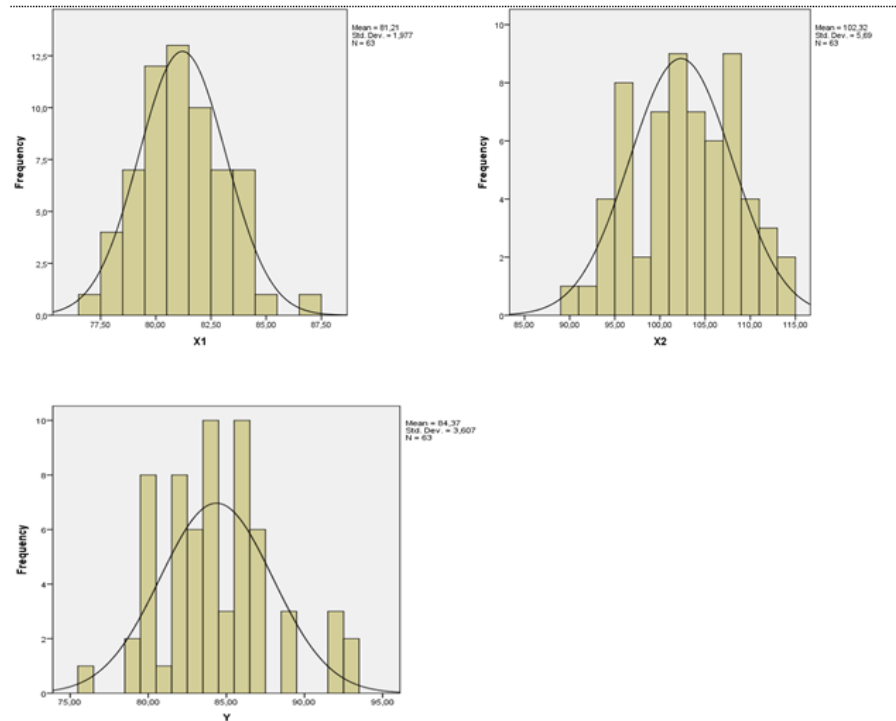 Mean = 81,21
Std. Dev. = 1,977
N = 63
12,5
10,0
7,5
5,0
2,5
0,0
Frequency
77,50 80,00 82,50 85,00 87,50
X1
Mean = 102,32
Std. Dev. = 5,69
N = 63
10
8
6
4
2
0
Frequency
85,00 90,00 95,00 100,00 105,00 110,00 115,00
X2
Mean = 84,37
Std. Dev. = 3,607
N = 63
10
8
6
4
2
0
Frequency
75,00 80,00 85,00 90,00 95,00
Y